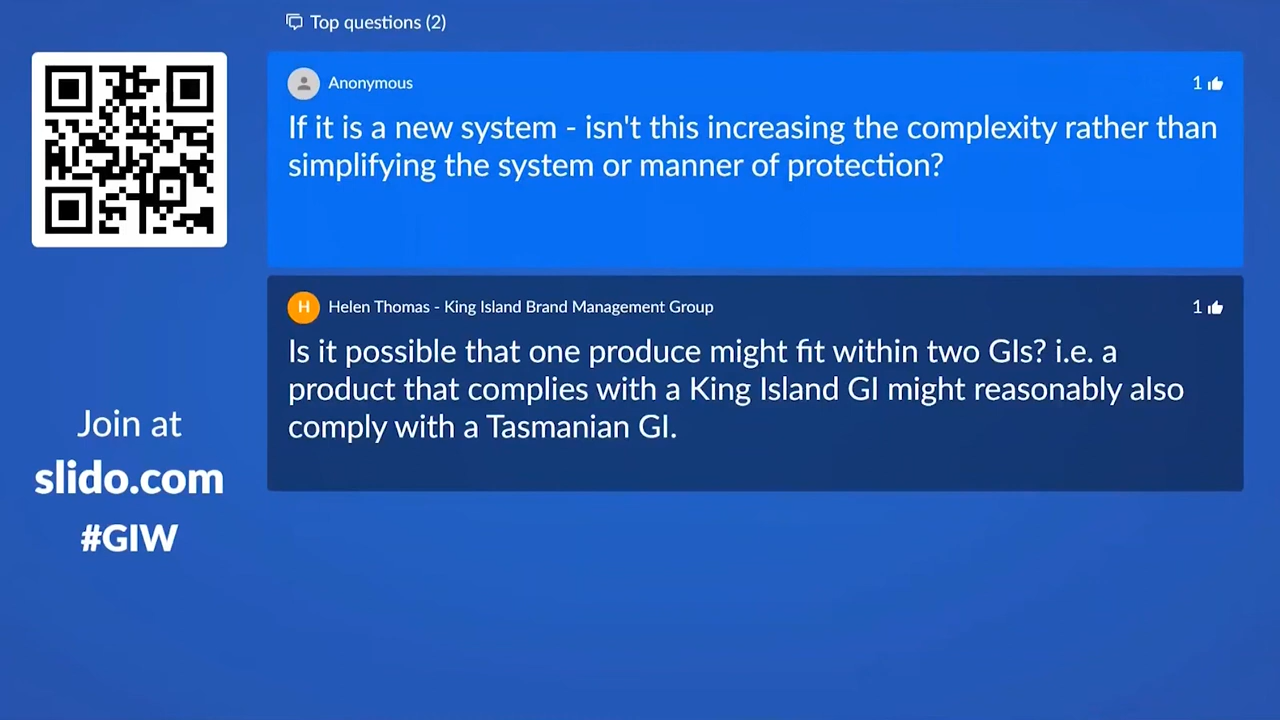 Top questions (2)
Anonymous
1
If it is a new system - isn't this increasing the complexity rather than
simplifying the system or manner of protection?
H
Helen Thomas - King Island Brand Management Group
1
Is it possible that one produce might fit within two GIs? i.e. a
product that complies with a King Island GI might reasonably also
comply with a Tasmanian GI.
Join at
slido.com
#GIW